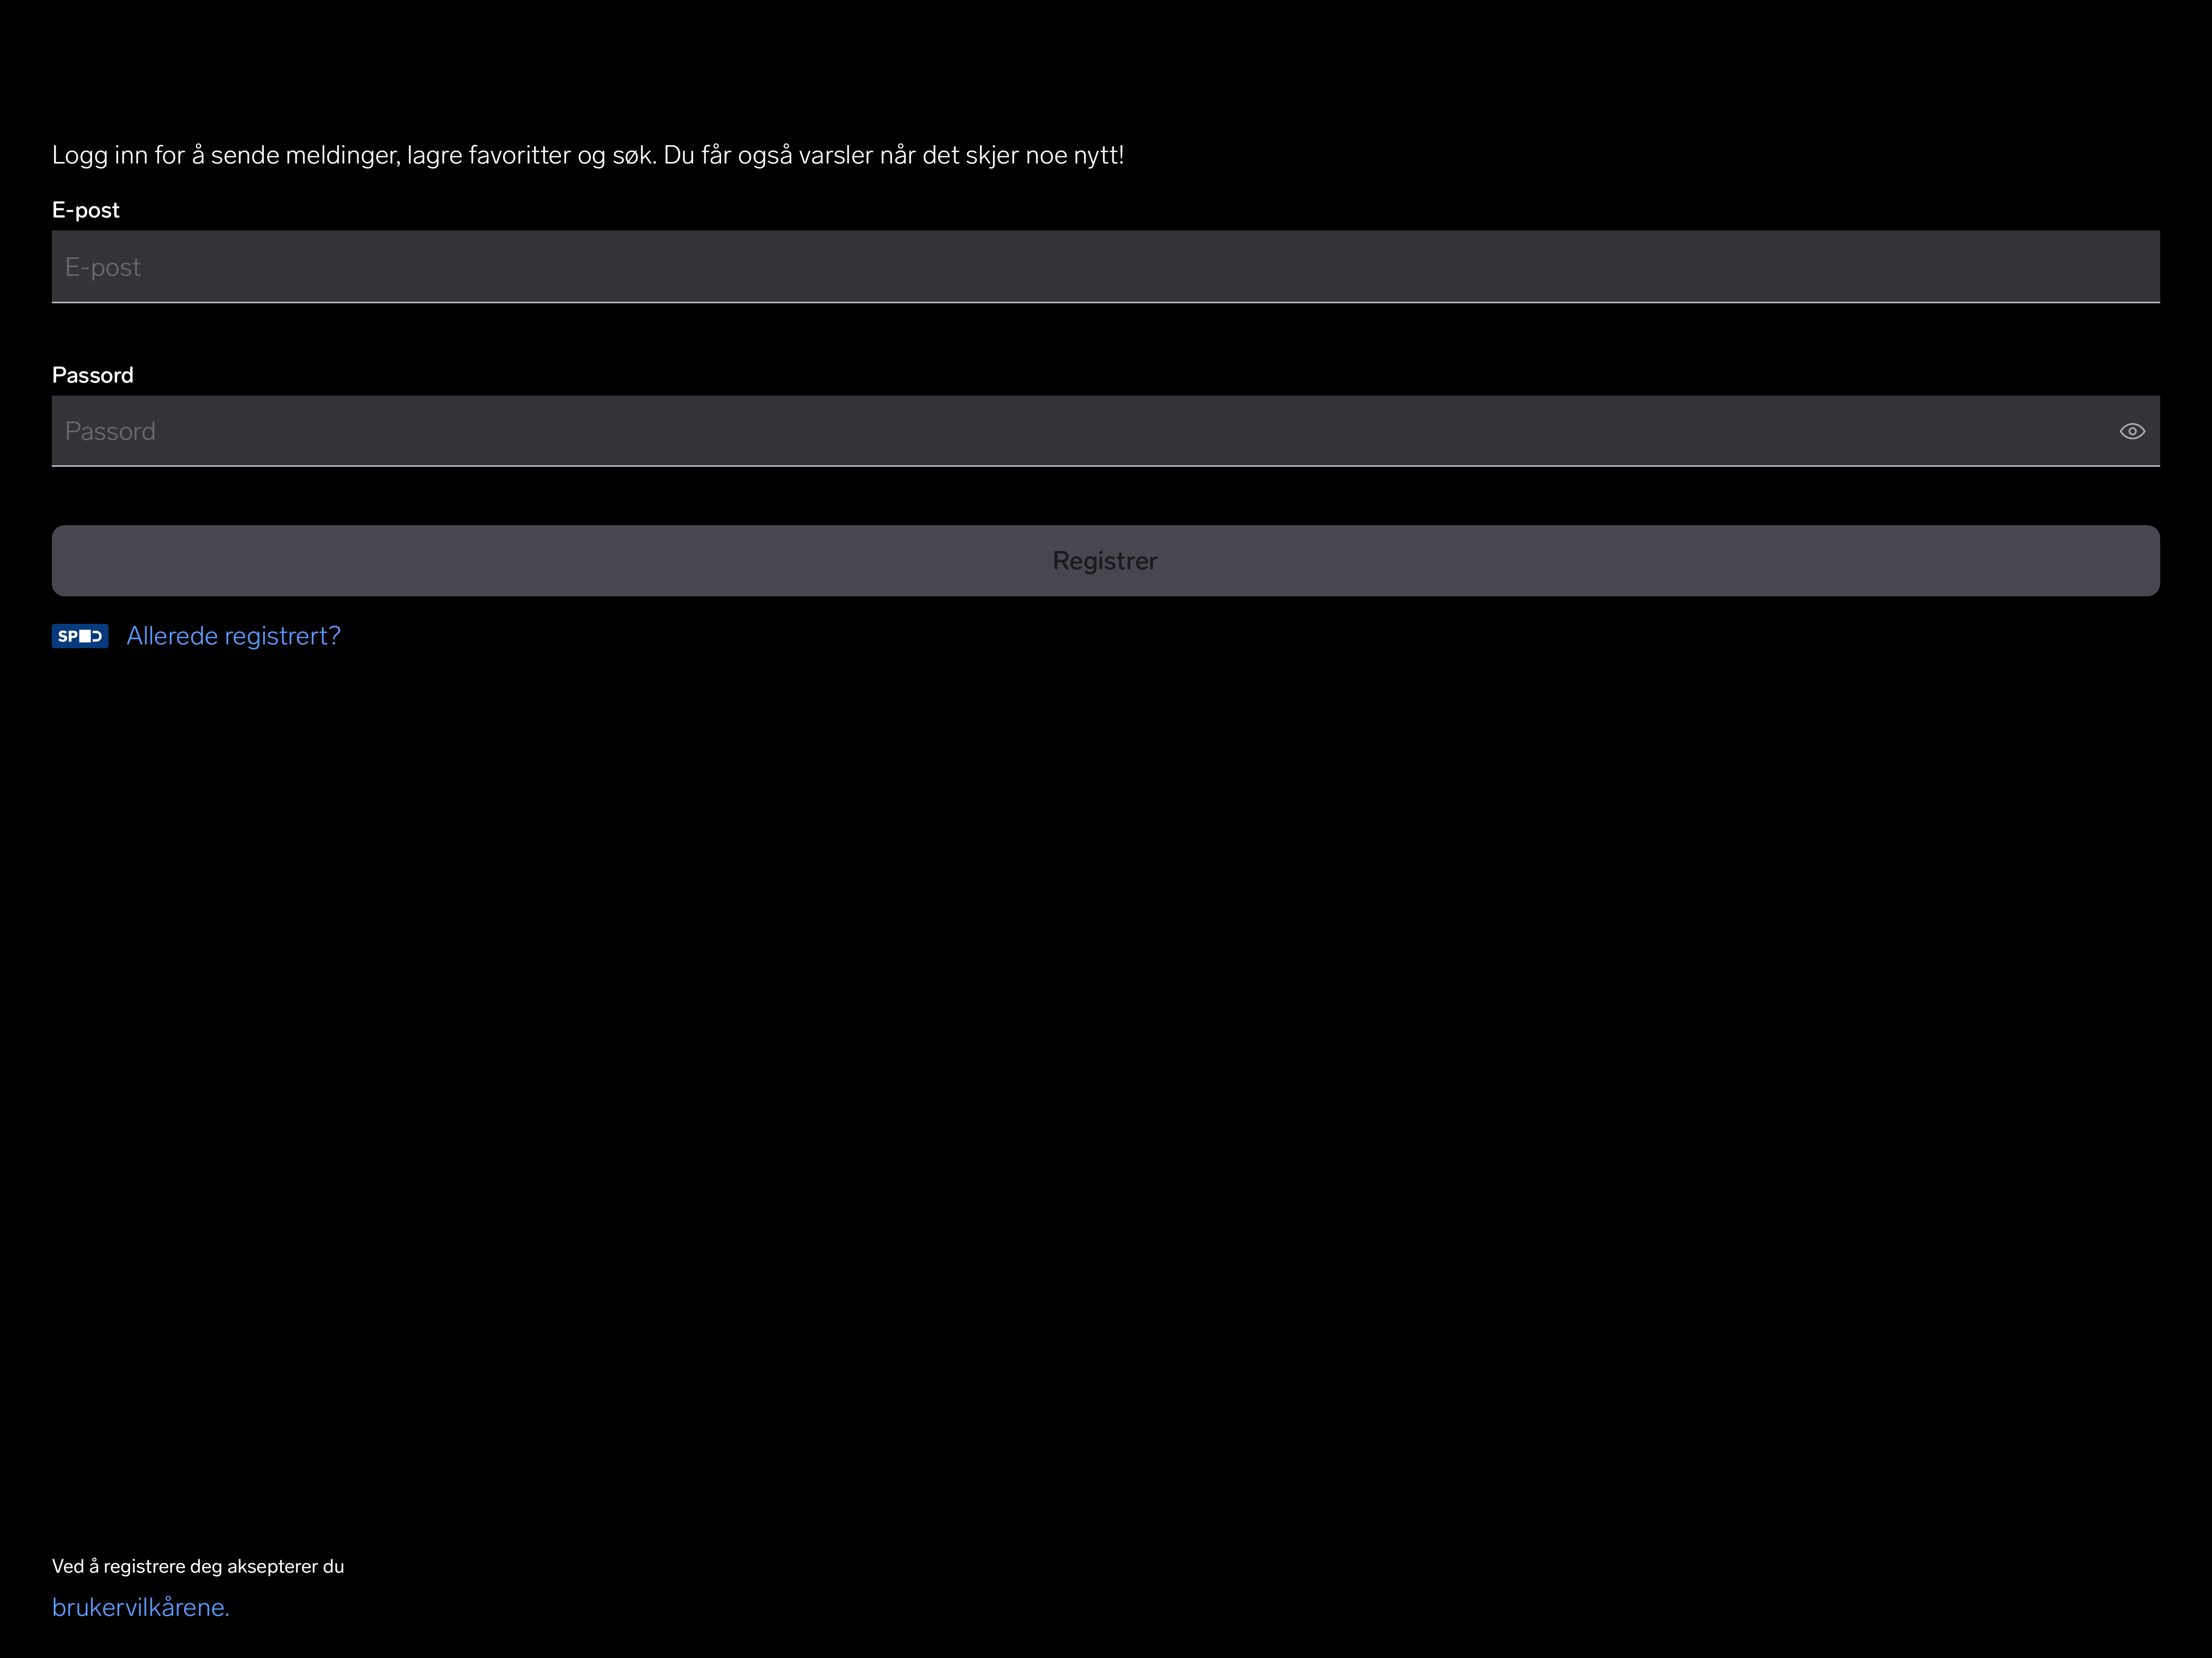 Logg inn for å sende meldinger, lagre favoritter og søk. Du får også varsler når det skjer noe nytt!
E-post
E-post
Passord
Passord
Registrer
SPiD Allerede registrert?
Ved å registrere deg aksepterer du
brukervilkårene.